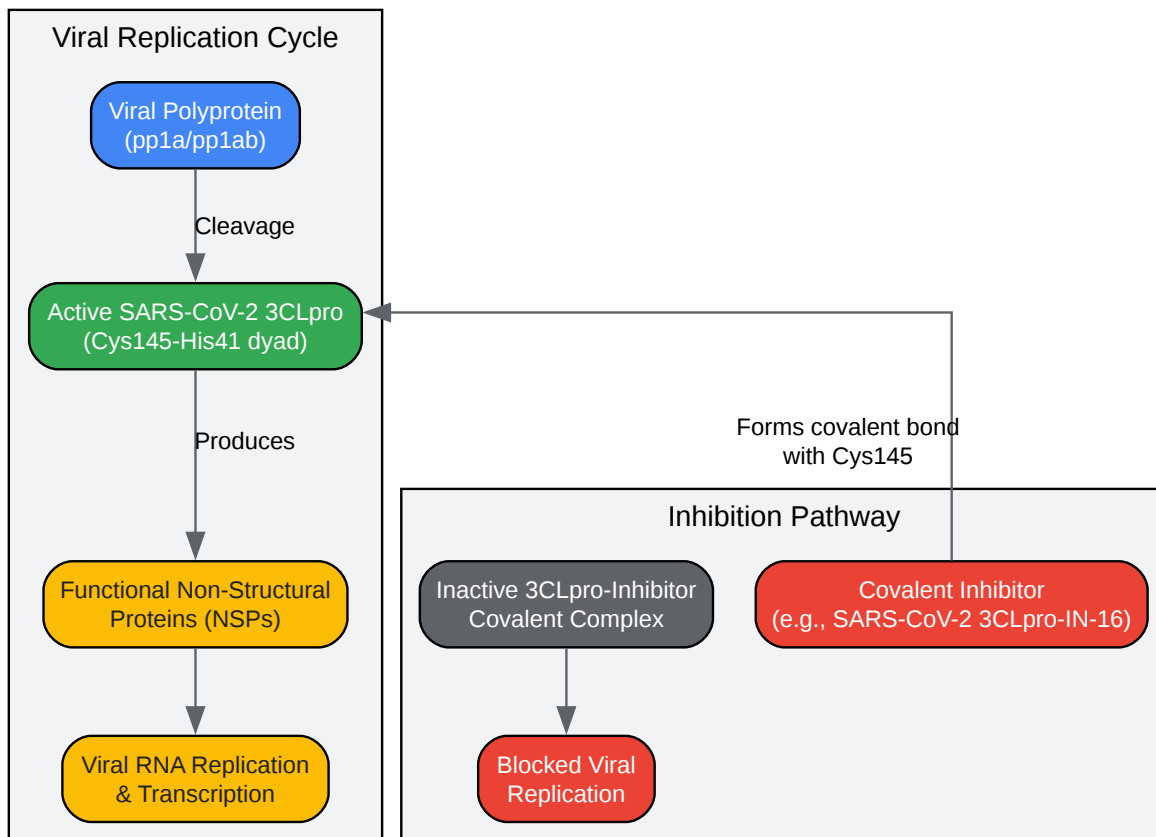 Viral Replication Cycle
Viral Polyprotein
(pp1a/pp1ab)
Cleavage
Active SARS-CoV-2 3CLpro
(Cys145-His41 dyad)
Produces
Functional Non-Structural
Proteins (NSPs)
Viral RNA Replication
& Transcription
Forms covalent bond
with Cys145
Inhibition Pathway
Inactive 3CLpro-Inhibitor
Covalent Complex
Covalent Inhibitor
(e.g., SARS-CoV-2 3CLpro-IN-16)
Blocked Viral
Replication